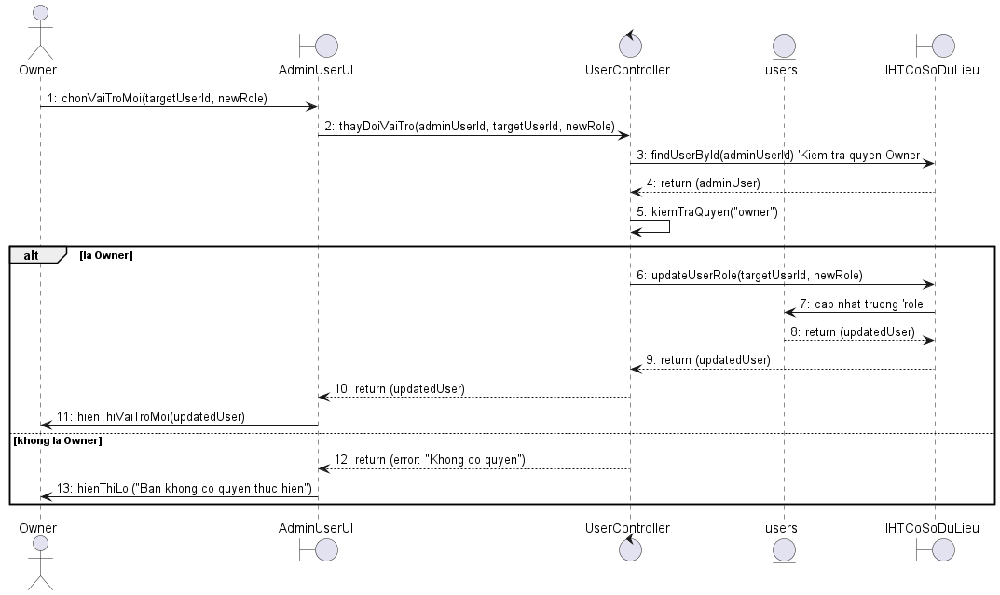 Owner
AdminUserUI
UserController
users
IHTCoSoDuLieu
1: chonVaiTroMoi(targetUserId, newRole)
2: thayDoiVaiTro(adminUserId, targetUserId, newRole)
3: findUserById(adminUserId) 'Kiem tra quyen Owner
4: return (adminUser)
5: kiemTraQuyen("owner")
alt [la Owner]
6: updateUserRole(targetUserId, newRole)
7: cap nhat truong 'role'
8: return (updatedUser)
9: return (updatedUser)
10: return (updatedUser)
11: hienThiVaiTroMoi(updatedUser)
[khong la Owner]
12: return (error: "Khong co quyen")
13: hienThiLoi("Ban khong co quyen thuc hien")
Owner
AdminUserUI
UserController
users
IHTCoSoDuLieu